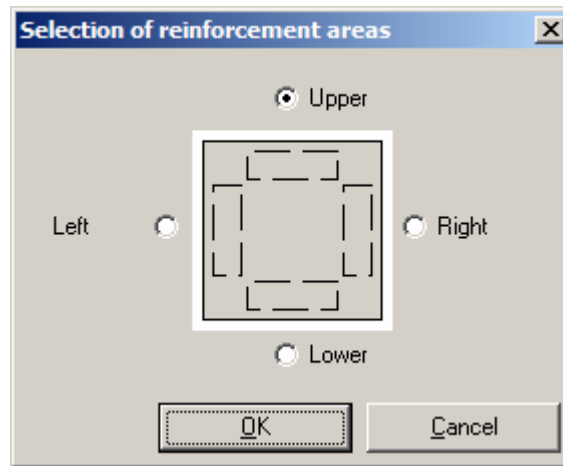 Selection of reinforcement areas
Upper
Left
Right
Lower
OK
Cancel